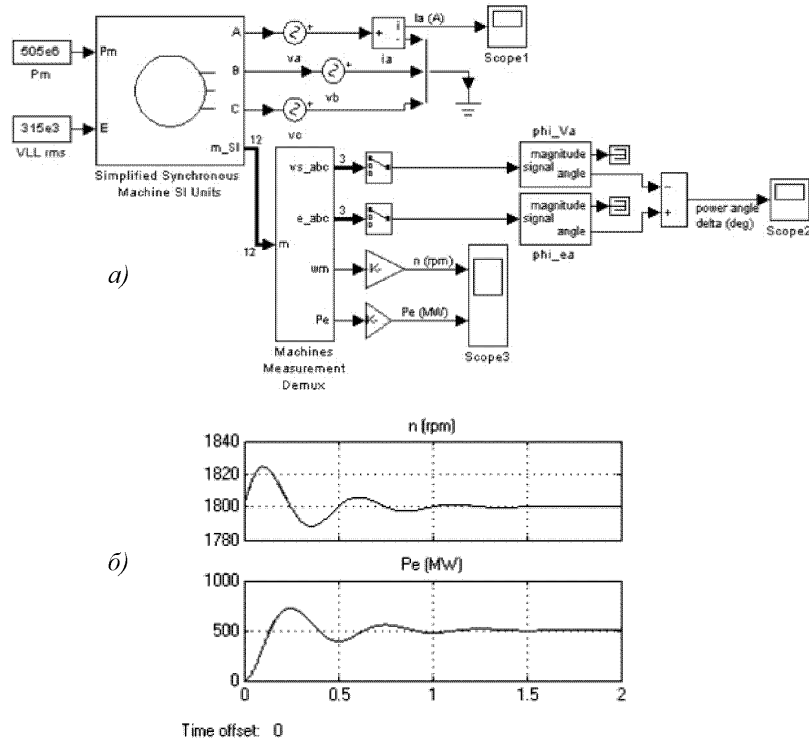 505e6
Pm
315e3
VLL rms
Pm
E
A
B
C
m_SI
Simplified Synchronous
Machine SI Units
va
vb
vc
+
+
+
+
-
i
ia
Ia (A)
Scope1
12
12
m
vs_abc
e_abc
wm
Pe
Machines
Measurement
Demux
3
3
K-
K-
n (rpm)
Pe (MW)
Scope3
phi_Va
magnitude
signal
angle
magnitude
signal
angle
phi_ea
−
+
power angle
delta (deg)
Scope2
а)
n (rpm)
1840
1820
1800
1780
б)
Pe (MW)
1000
500
0
0
0.5
1
1.5
2
Time offset: 0